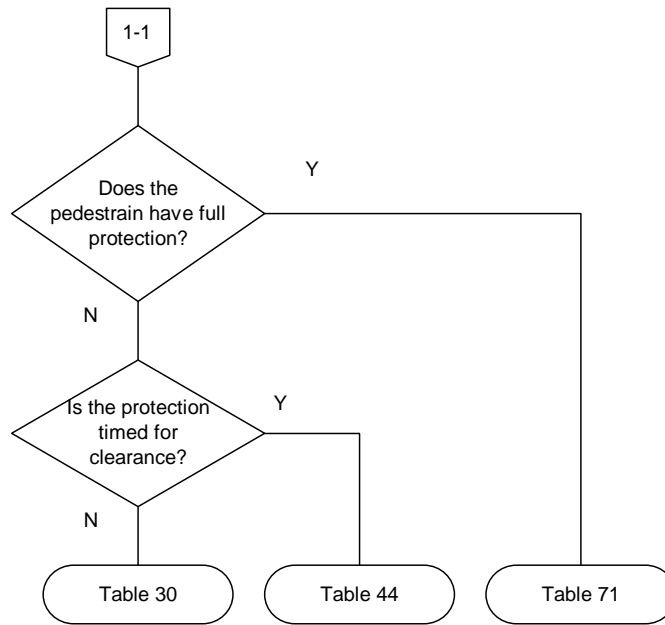 1-1
Does the
pedestrain have full
protection?
Y
N
Is the protection
timed for
clearance?
Y
N
Table 30
Table 44
Table 71